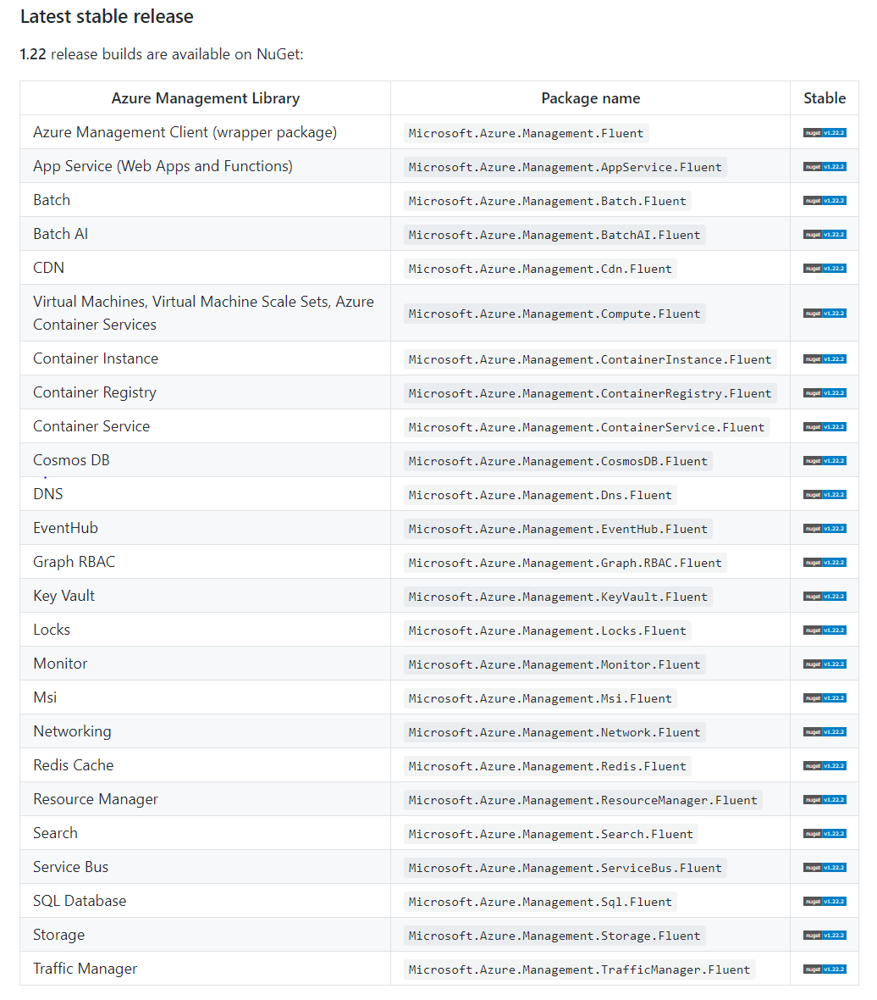 Latest stable release
1.22 release builds are available on NuGet:
Azure Management Library Package name Stable
Azure Management Client (wrapper package) Microsoft.Azure.Management.Fluent nuget v1.22.2
App Service (Web Apps and Functions) Microsoft.Azure.Management.AppService.Fluent nuget v1.22.2
Batch Microsoft.Azure.Management.Batch.Fluent nuget v1.22.2
Batch AI Microsoft.Azure.Management.BatchAI.Fluent nuget v1.22.2
CDN Microsoft.Azure.Management.Cdn.Fluent nuget v1.22.2
Virtual Machines, Virtual Machine Scale Sets, Azure
Container Services Microsoft.Azure.Management.Compute.Fluent nuget v1.22.2
Container Instance Microsoft.Azure.Management.ContainerInstance.Fluent nuget v1.22.2
Container Registry Microsoft.Azure.Management.ContainerRegistry.Fluent nuget v1.22.2
Container Service Microsoft.Azure.Management.ContainerService.Fluent nuget v1.22.2
Cosmos DB Microsoft.Azure.Management.CosmosDB.Fluent nuget v1.22.2
DNS Microsoft.Azure.Management.Dns.Fluent nuget v1.22.2
EventHub Microsoft.Azure.Management.EventHub.Fluent nuget v1.22.2
Graph RBAC Microsoft.Azure.Management.Graph.RBAC.Fluent nuget v1.22.2
Key Vault Microsoft.Azure.Management.KeyVault.Fluent nuget v1.22.2
Locks Microsoft.Azure.Management.Locks.Fluent nuget v1.22.2
Monitor Microsoft.Azure.Management.Monitor.Fluent nuget v1.22.2
Msi Microsoft.Azure.Management.Msi.Fluent nuget v1.22.2
Networking Microsoft.Azure.Management.Network.Fluent nuget v1.22.2
Redis Cache Microsoft.Azure.Management.Redis.Fluent nuget v1.22.2
Resource Manager Microsoft.Azure.Management.ResourceManager.Fluent nuget v1.22.2
Search Microsoft.Azure.Management.Search.Fluent nuget v1.22.2
Service Bus Microsoft.Azure.Management.ServiceBus.Fluent nuget v1.22.2
SQL Database Microsoft.Azure.Management.Sql.Fluent nuget v1.22.2
Storage Microsoft.Azure.Management.Storage.Fluent nuget v1.22.2
Traffic Manager Microsoft.Azure.Management.TrafficManager.Fluent nuget v1.22.2